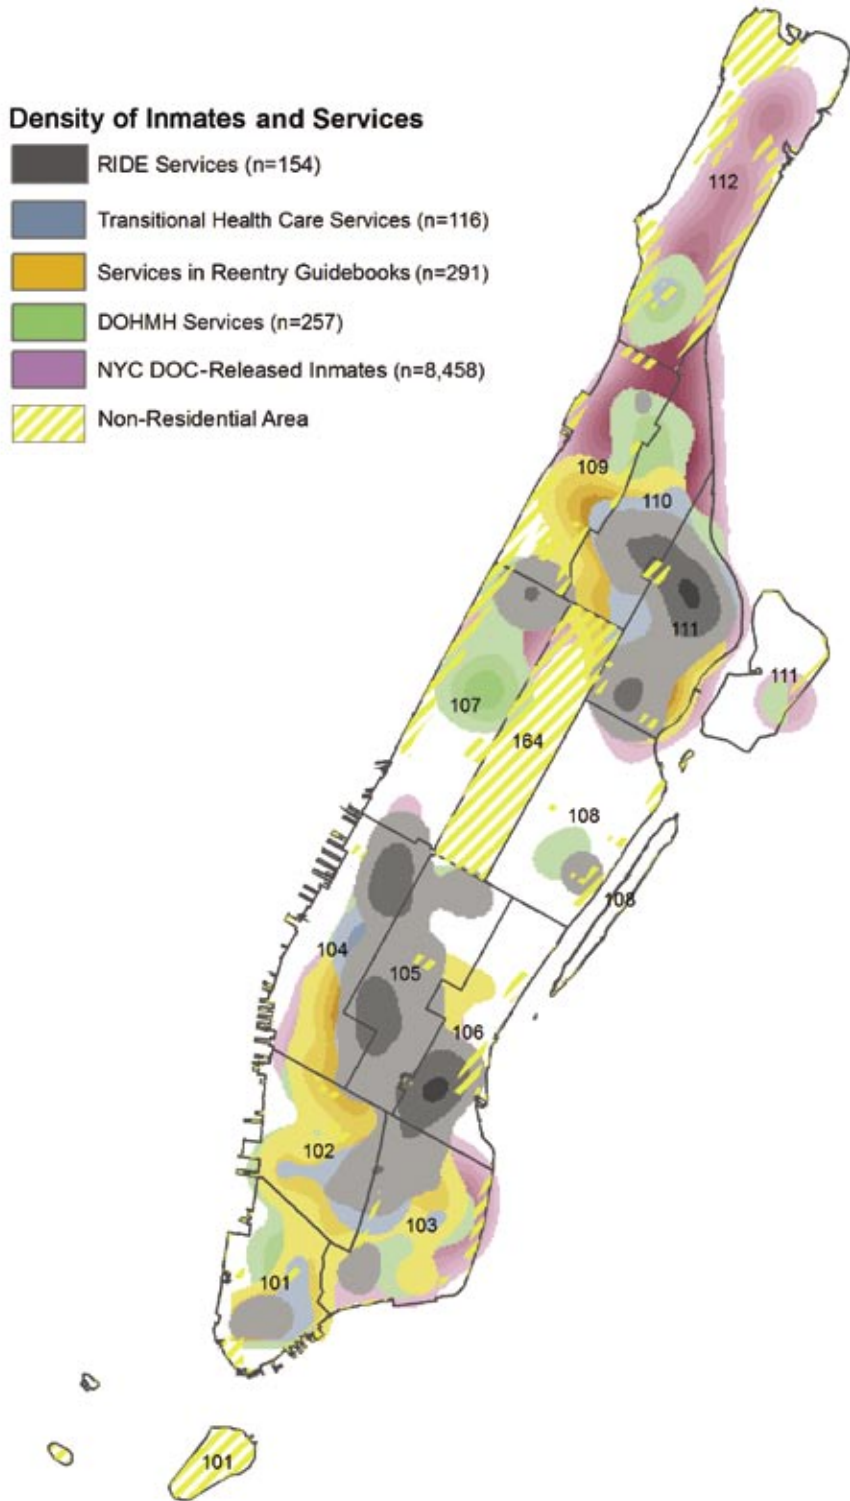 Density of Inmates and Services
RIDE Services (n=154)
Transitional Health Care Services (n=116)
Services in Reentry Guidebooks (n=291)
DOHMH Services (n=257)
NYC DOC-Released Inmates (n=8,458)
Non-Residential Area
112
109
110
111
111
107
164
108
108
104
105
106
102
103
101
101